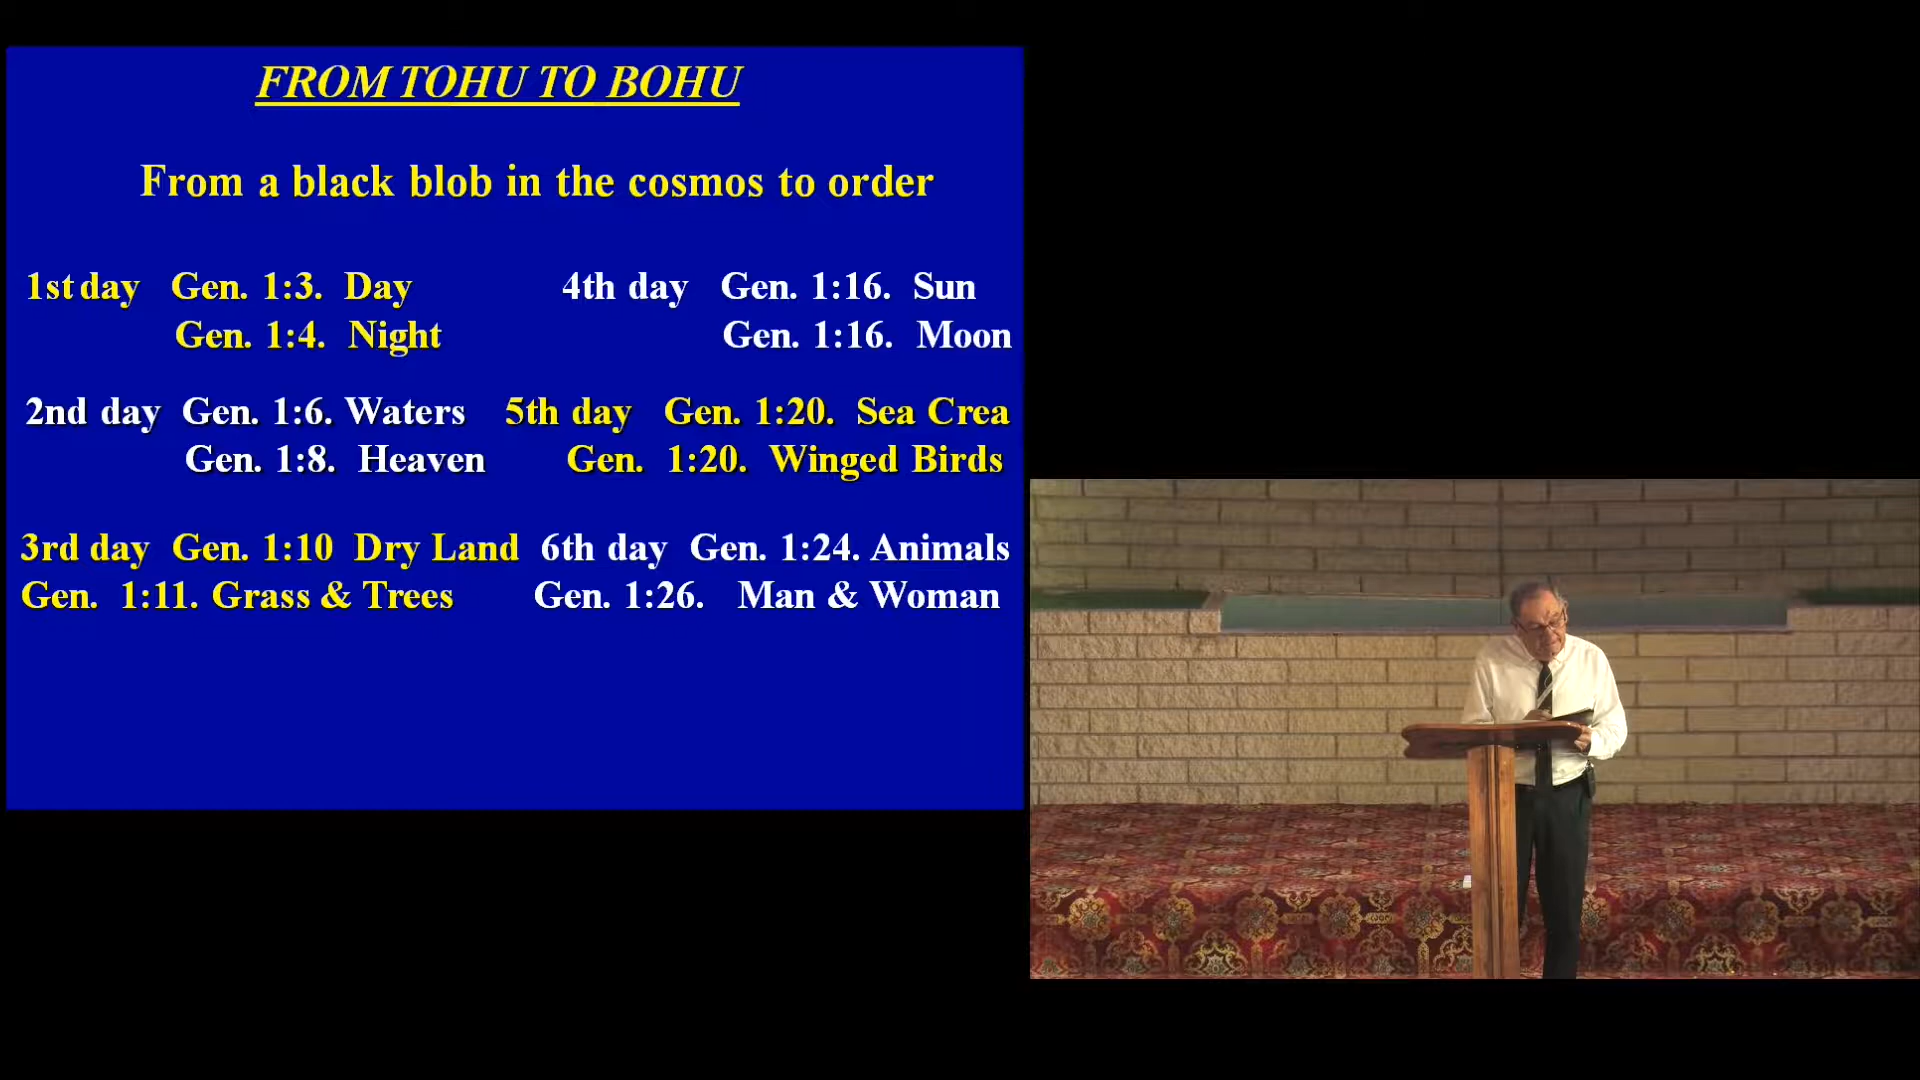 FROM TOHU TO BOHU
From a black blob in the cosmos to order
1st day Gen. 1:3. Day 4th day Gen. 1:16. Sun
Gen. 1:4. Night Gen. 1:16. Moon
2nd day Gen. 1:6. Waters 5th day Gen. 1:20. Sea Crea
Gen. 1:8. Heaven Gen. 1:20. Winged Birds
3rd day Gen. 1:10 Dry Land 6th day Gen. 1:24. Animals
Gen. 1:11. Grass & Trees Gen. 1:26. Man & Woman